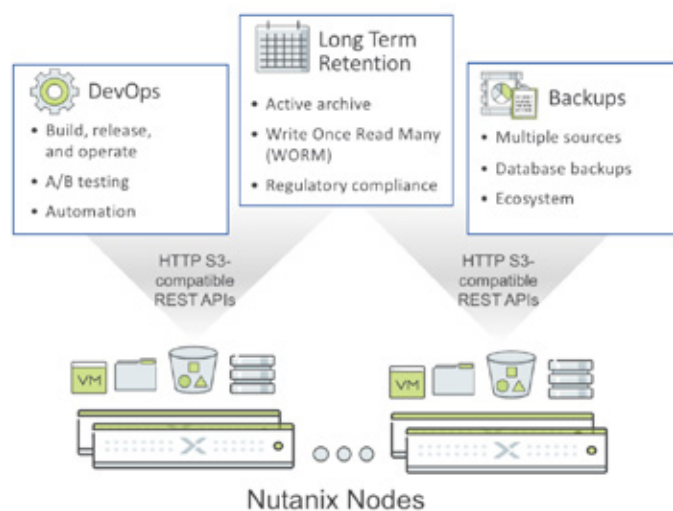 DevOps
• Build, release,
and operate
• A/B testing
• Automation
Long Term
Retention
• Active archive
• Write Once Read Many
(WORM)
• Regulatory compliance
Backups
• Multiple sources
• Database backups
• Ecosystem
HTTP S3-
compatible
REST APIs
HTTP S3-
compatible
REST APIs
VM
VM
Nutanix Nodes